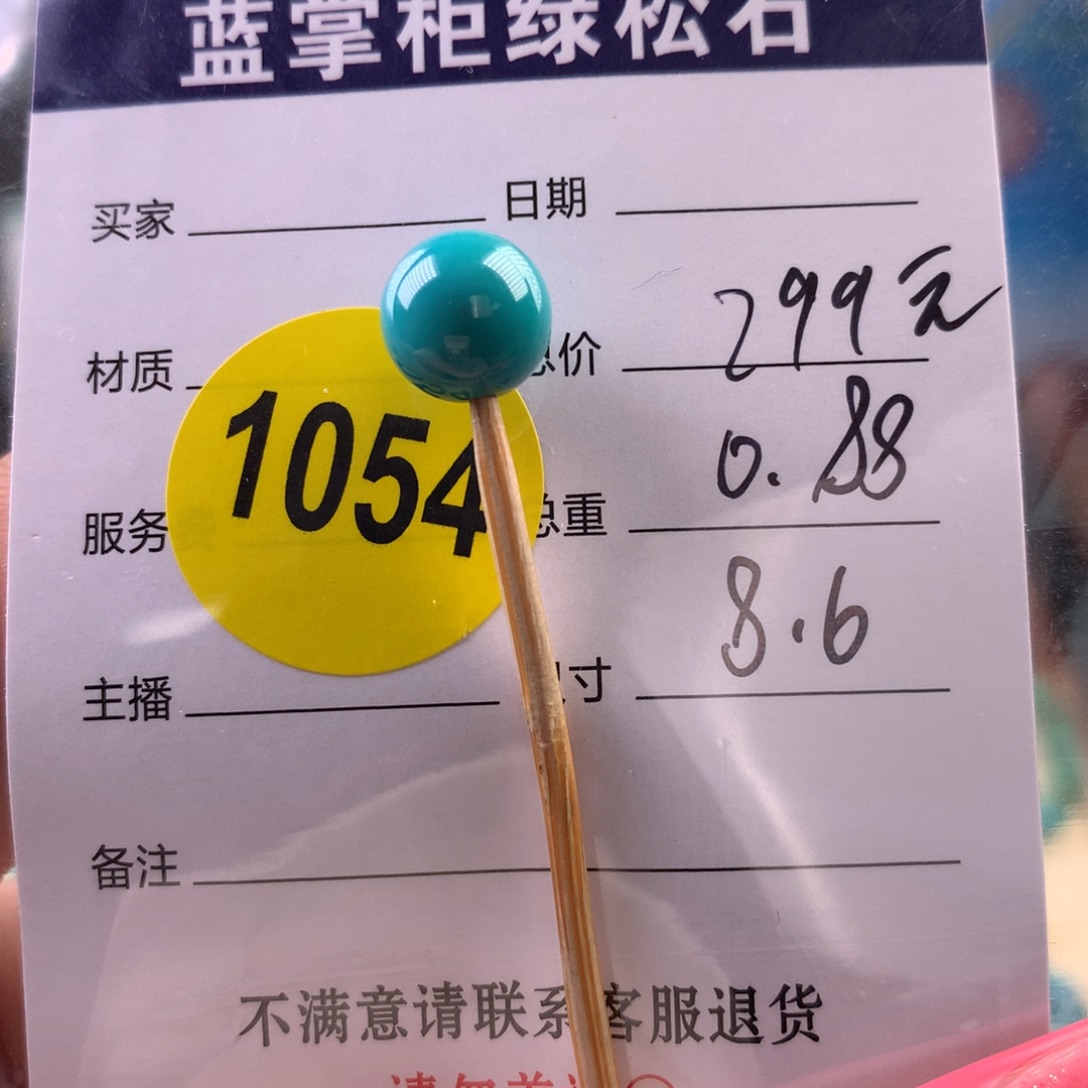 蓝掌柜绿松石
买家 日期
材质 总价 299元
1054
服务 总重 0.88
主播 尺寸 8.6
备注
不满意请联系客服退货